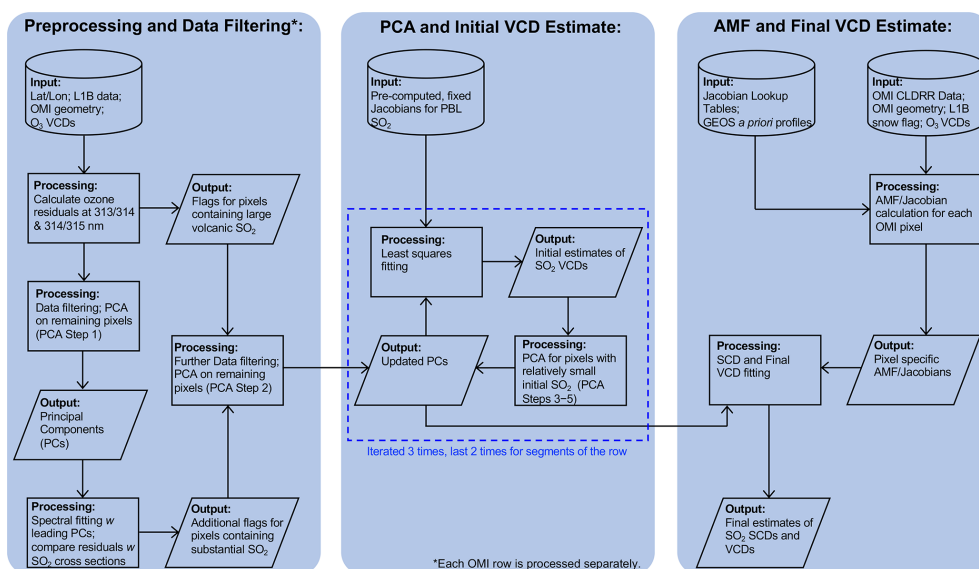 Preprocessing and Data Filtering*:
Input:
Lat/Lon; L1B data;
OMI geometry;
O3 VCDs
Processing:
Calculate ozone
residuals at 313/314
& 314/315 nm
Output:
Flags for pixels
containing large
volcanic SO2
Processing:
Data filtering; PCA
on remaining pixels
(PCA Step 1)
Processing:
Further Data filtering;
PCA on remaining
pixels (PCA Step 2)
Output:
Principal
Components
(PCs)
Processing:
Spectral fitting w
leading PCs;
compare residuals w
SO2 cross sections
Output:
Additional flags for
pixels containing
substantial SO2
PCA and Initial VCD Estimate:
Input:
Pre-computed, fixed
Jacobians for PBL
SO2
Processing:
Least squares
fitting
Output:
Initial estimates of
SO2 VCDs
Output:
Updated PCs
Processing:
PCA for pixels with
relatively small
initial SO2 (PCA
Steps 3−5)
Iterated 3 times, last 2 times for segments of the row
*Each OMI row is processed separately.
AMF and Final VCD Estimate:
Input:
Jacobian Lookup
Tables;
GEOS a priori profiles
Input:
OMI CLDRR Data;
OMI geometry; L1B
snow flag; O3 VCDs
Processing:
AMF/Jacobian
calculation for each
OMI pixel
Processing:
SCD and Final
VCD fitting
Output:
Pixel specific
AMF/Jacobians
Output:
Final estimates of
SO2 SCDs and
VCDs